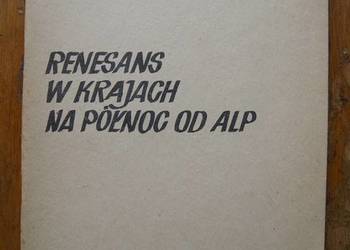 RENESANS
W KRAJACH
NA PÓŁNOC OD ALP